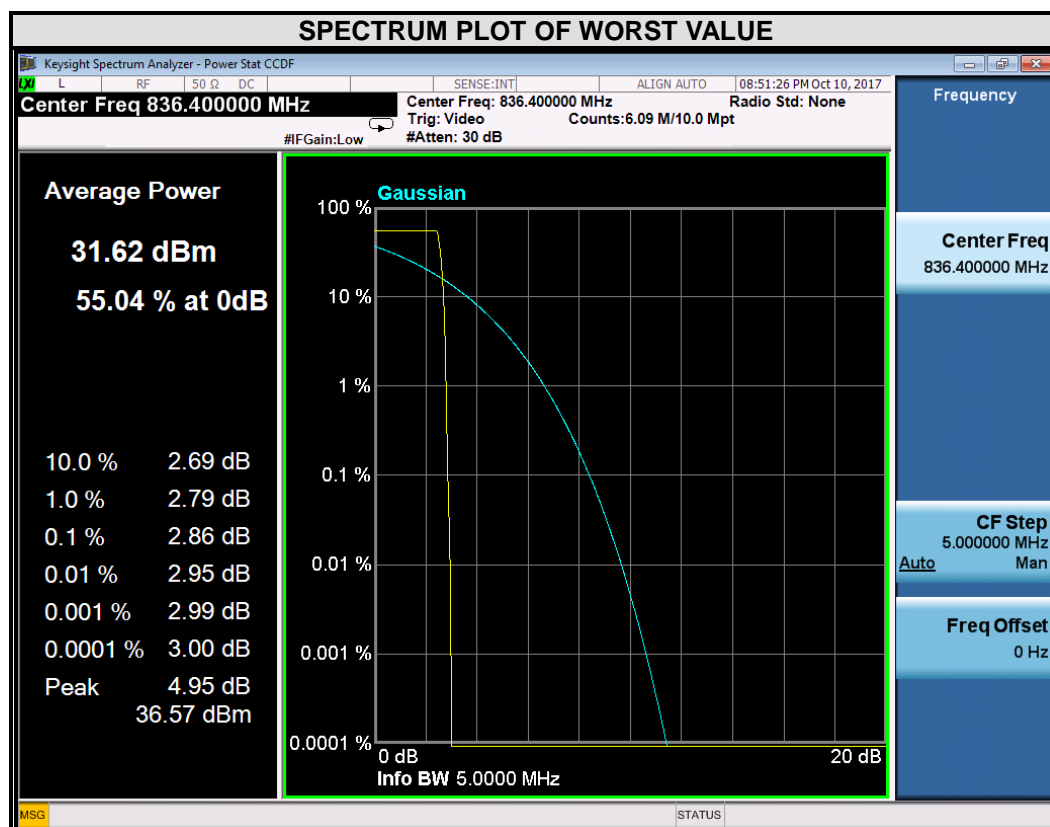 SPECTRUM PLOT OF WORST VALUE
Keysight Spectrum Analyzer - Power Stat CCDF
LXI L RF 50 Ω DC SENSE:INT ALIGN AUTO 08:51:26 PM Oct 10, 2017
Center Freq 836.400000 MHz
#IFGain:Low
Center Freq: 836.400000 MHz Radio Std: None
Trig: Video Counts:6.09 M/10.0 Mpt
#Atten: 30 dB
Average Power
31.62 dBm
55.04 % at 0dB
10.0 % 2.69 dB
1.0 % 2.79 dB
0.1 % 2.86 dB
0.01 % 2.95 dB
0.001 % 2.99 dB
0.0001 % 3.00 dB
Peak 4.95 dB
36.57 dBm
Gaussian
100 %
10 %
1 %
0.1 %
0.01 %
0.001 %
0.0001 %
0 dB 20 dB
Info BW 5.0000 MHz
Frequency
Center Freq
836.400000 MHz
CF Step
5.000000 MHz
Auto Man
Freq Offset
0 Hz
MSG STATUS